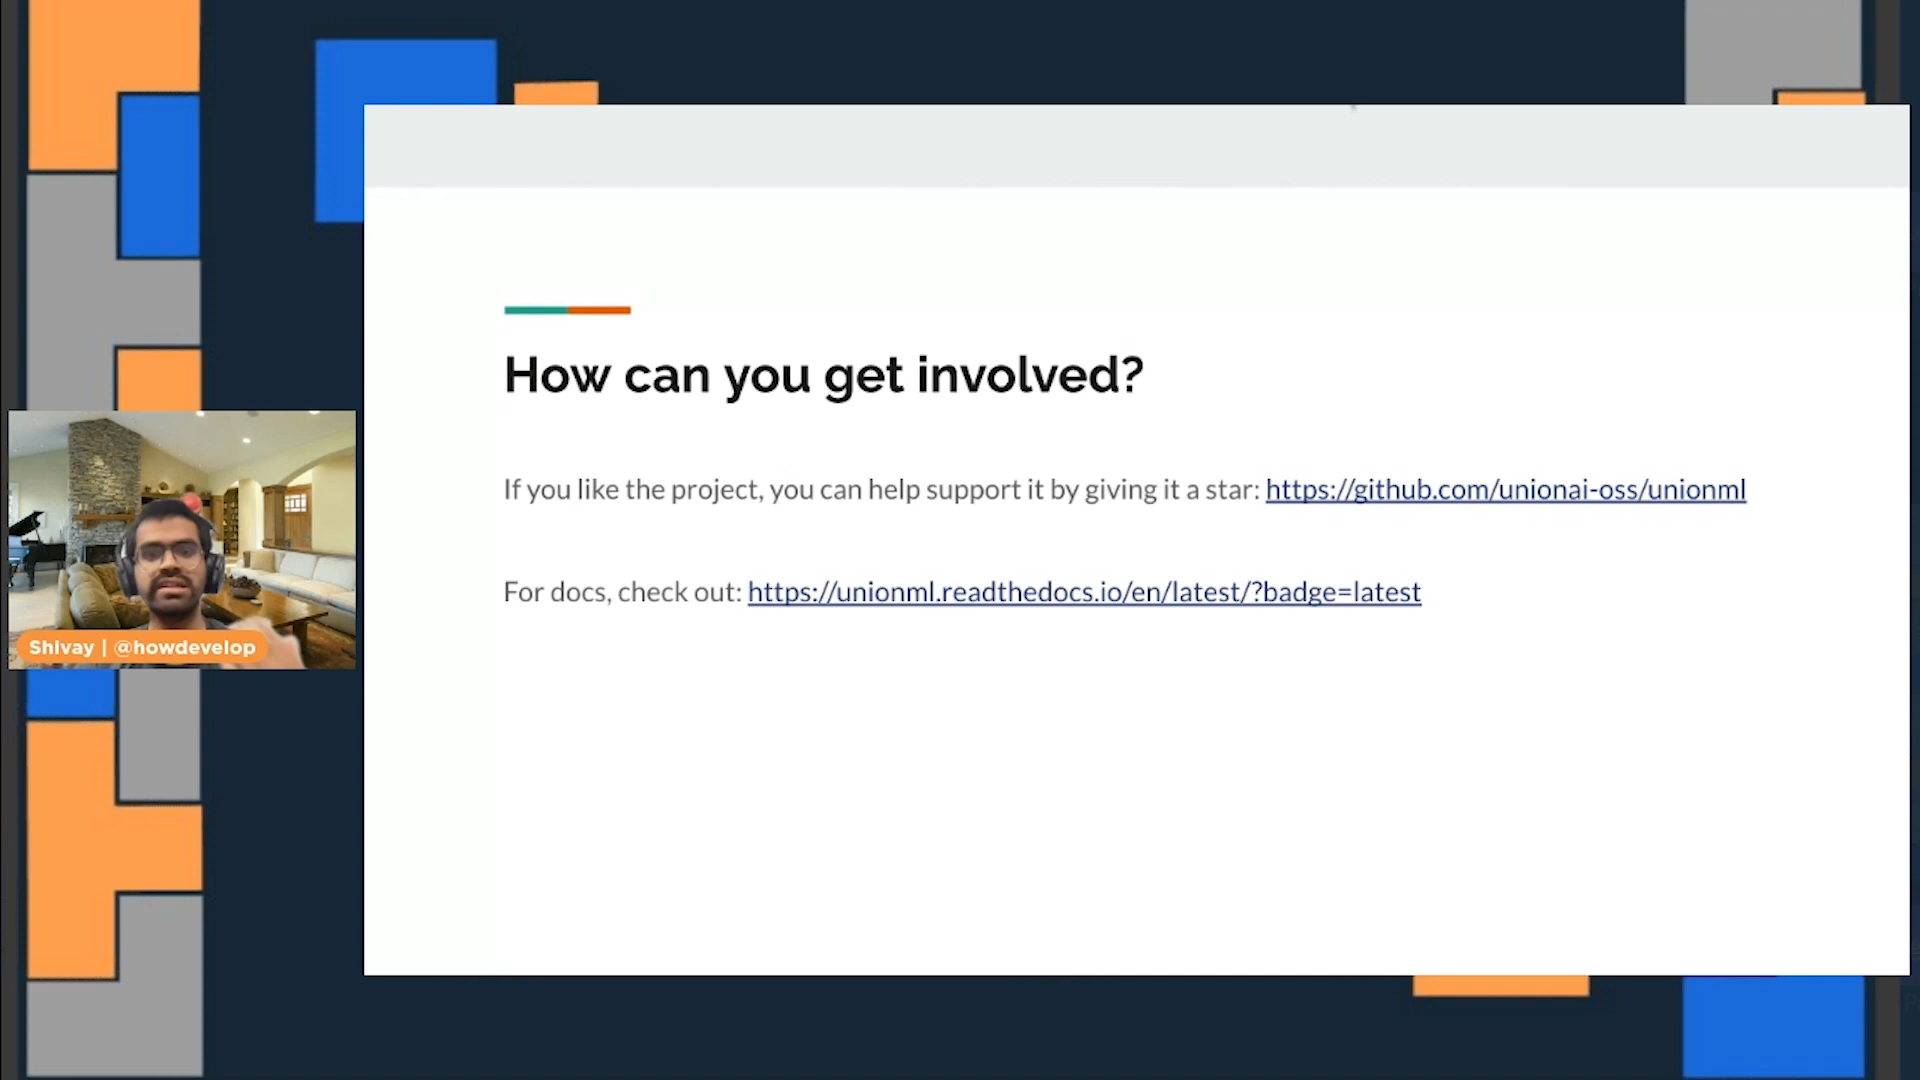 How can you get involved?
If you like the project, you can help support it by giving it a star: https://github.com/unionai-oss/unionml
For docs, check out: https://unionml.readthedocs.io/en/latest/?badge=latest
Shivay | @howdevelop